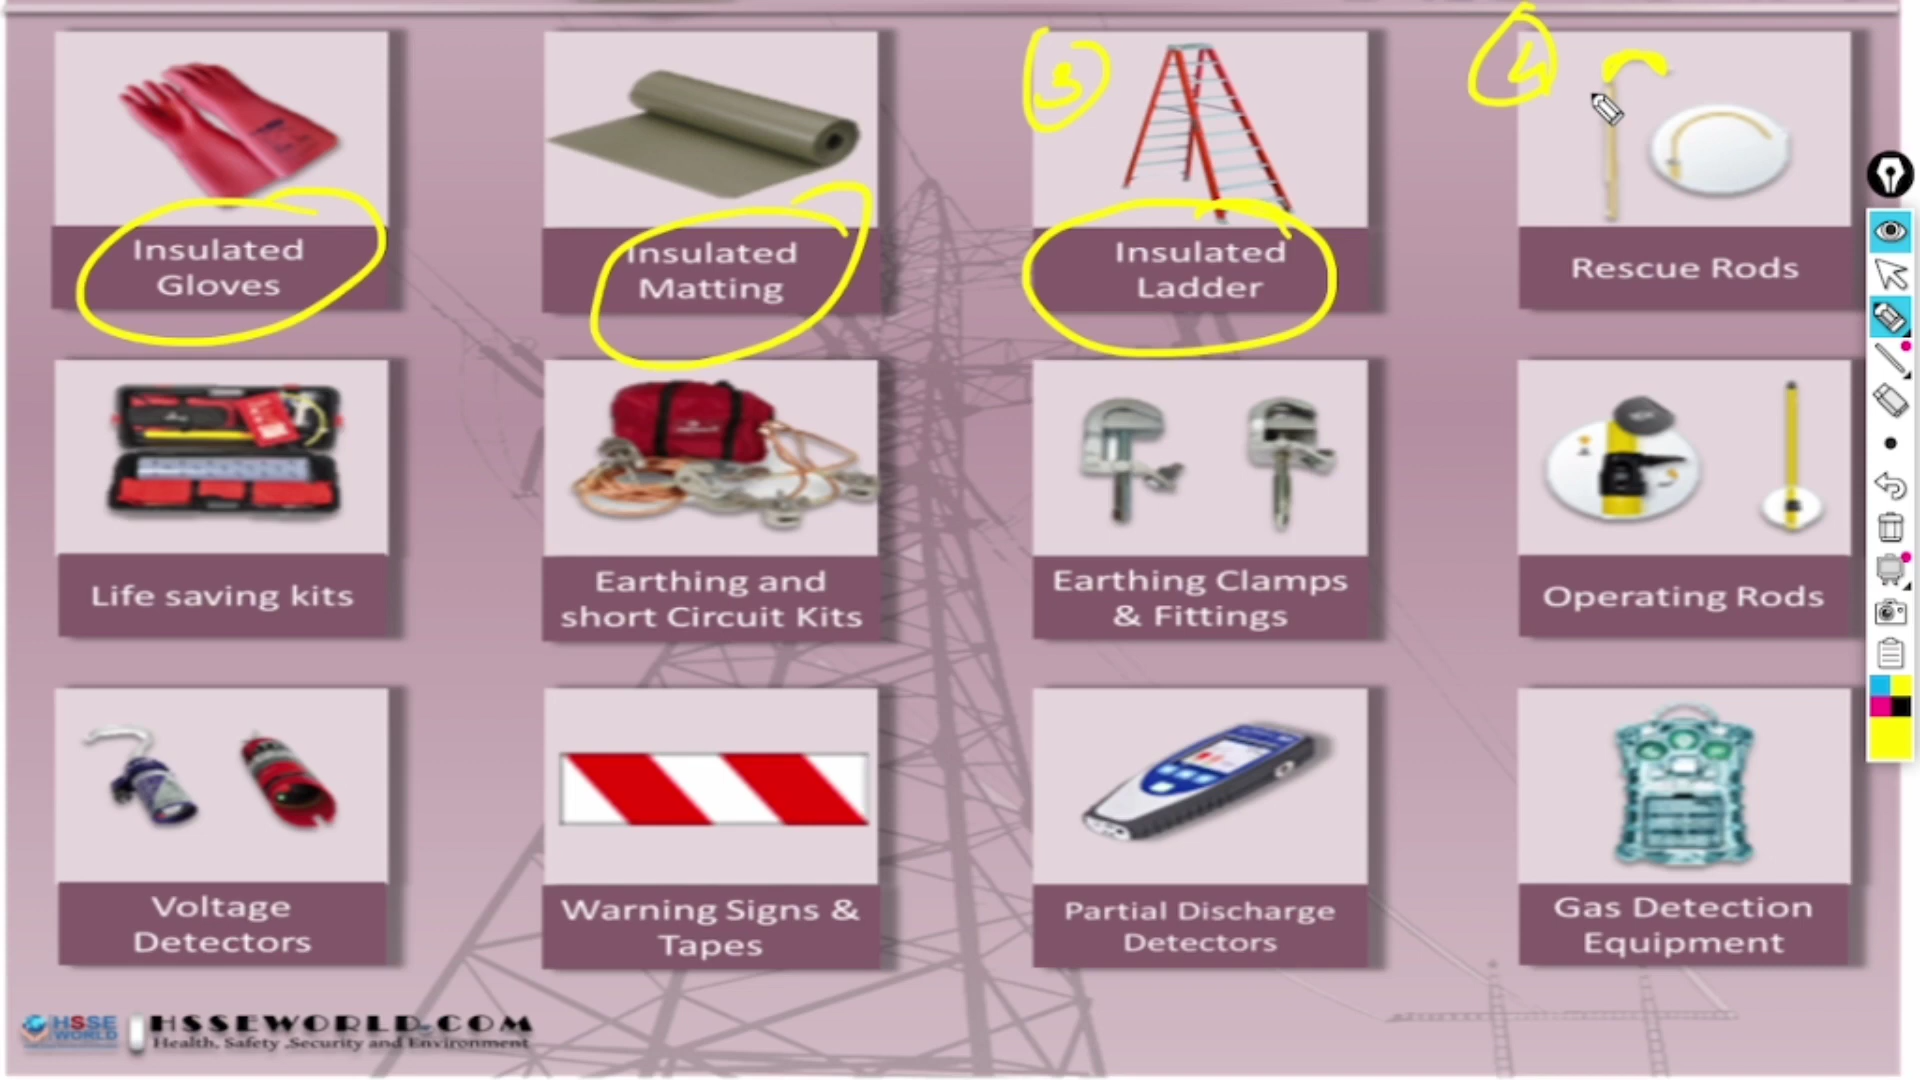 3
4
Insulated
Gloves
Insulated
Matting
Insulated
Ladder
Rescue Rods
Life saving kits
Earthing and
short Circuit Kits
Earthing Clamps
& Fittings
Operating Rods
Voltage
Detectors
Warning Signs &
Tapes
Partial Discharge
Detectors
Gas Detection
Equipment
HSSE
WORLD
HSSEWORLD.COM
Health, Safety ,Security and Environment